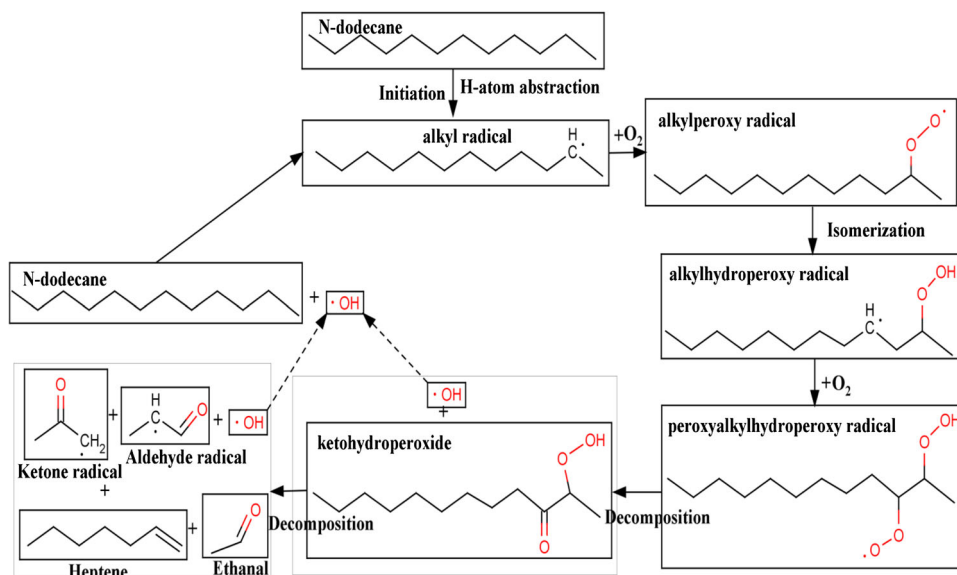 N-dodecane
Initiation
H-atom abstraction
alkyl radical
H
C·
+O₂
alkylperoxy radical
O·
O
Isomerization
alkylhydroperoxy radical
OH
O
H
C·
+O₂
peroxyalkylhydroperoxy radical
OH
O
O
·O
Decomposition
ketohydroperoxide
OH
O
O
Decomposition
N-dodecane
+
·OH
·OH
+
O
CH₂
·
Ketone radical
+
H
C
·
O
Aldehyde radical
+
·OH
+
Heptene
+
O
Ethanal